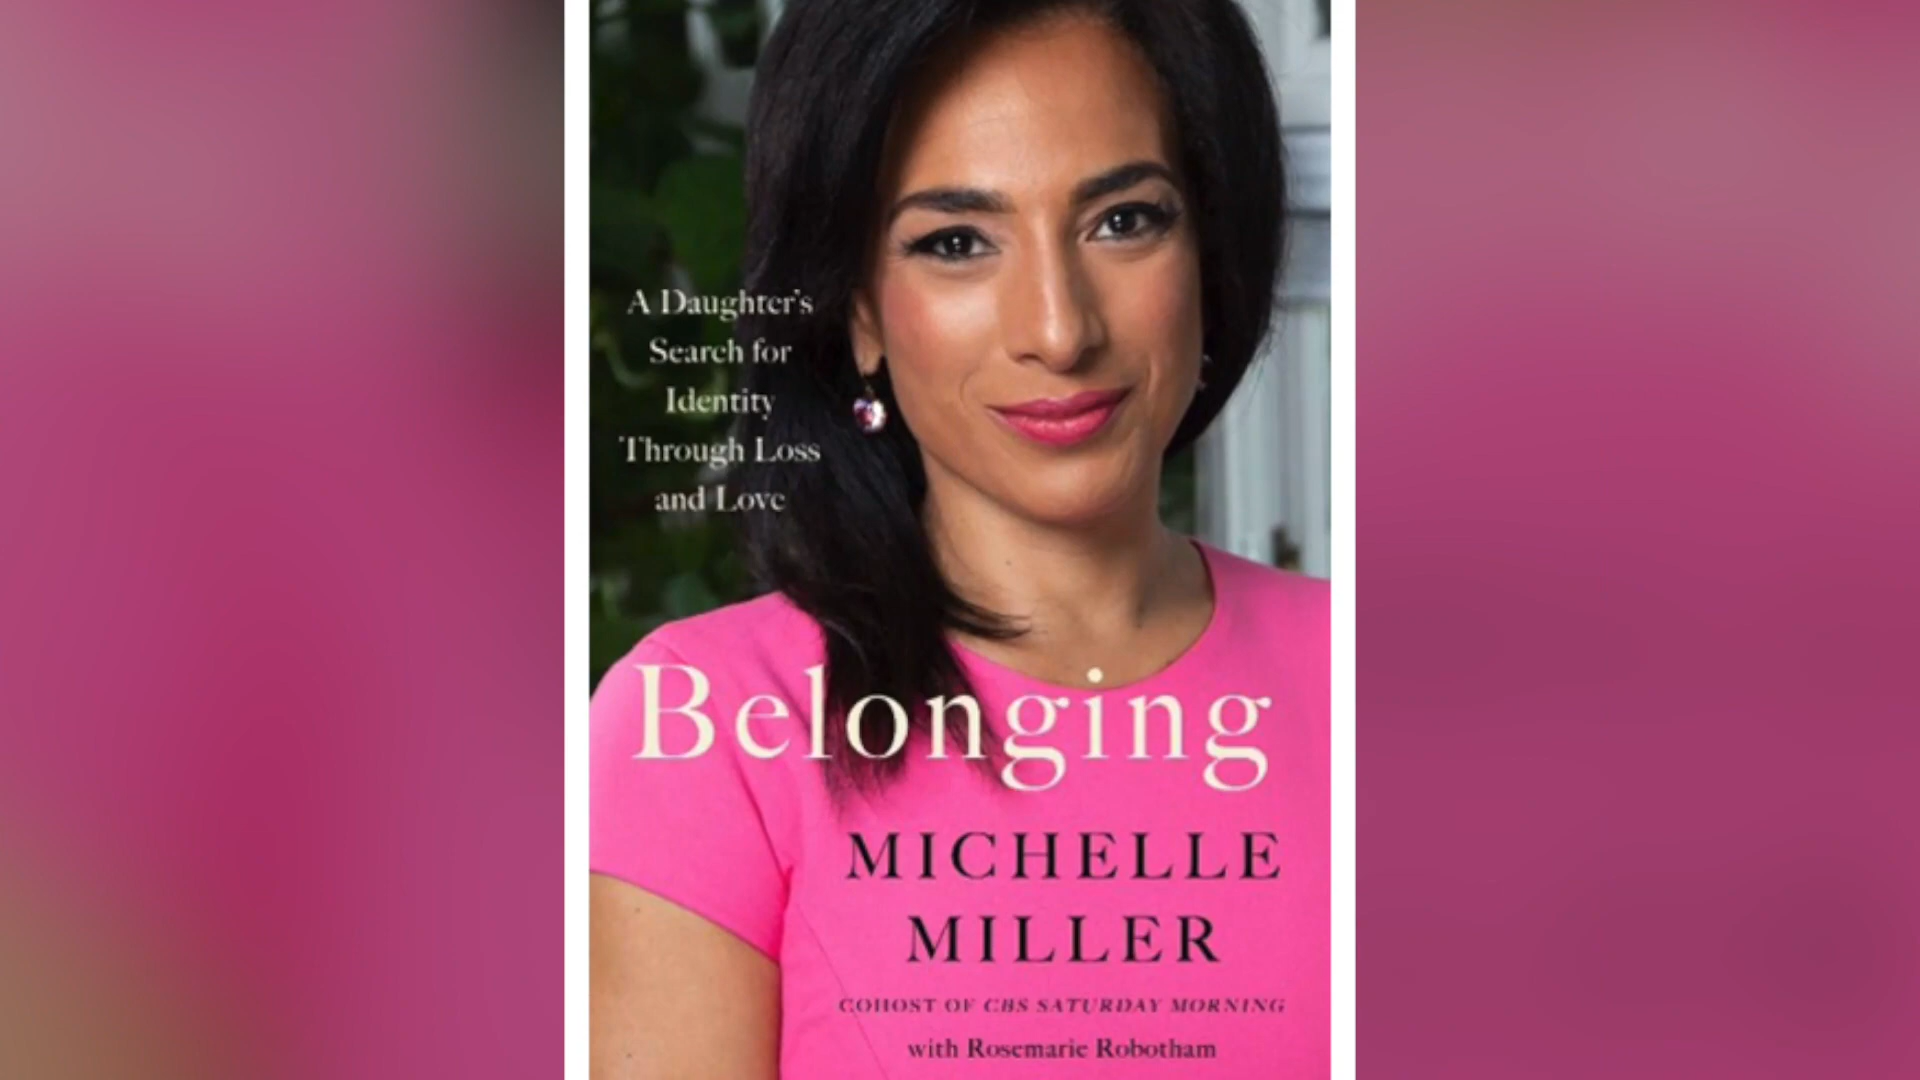 A Daughter's
Search for
Identity
Through Loss
and Love
Belonging
MICHELLE
MILLER
COHOST OF CBS SATURDAY MORNING
with Rosemarie Robotham